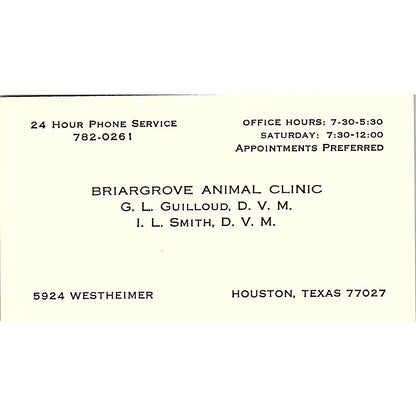 24 Hour Phone Service
782-0261
OFFICE HOURS: 7-30-5:30
SATURDAY: 7:30-12:00
APPOINTMENTS PREFERRED
BRIARGROVE ANIMAL CLINIC
G. L. GUILLOUD, D. V. M.
I. L. SMITH, D. V. M.
5924 WESTHEIMER
HOUSTON, TEXAS 77027